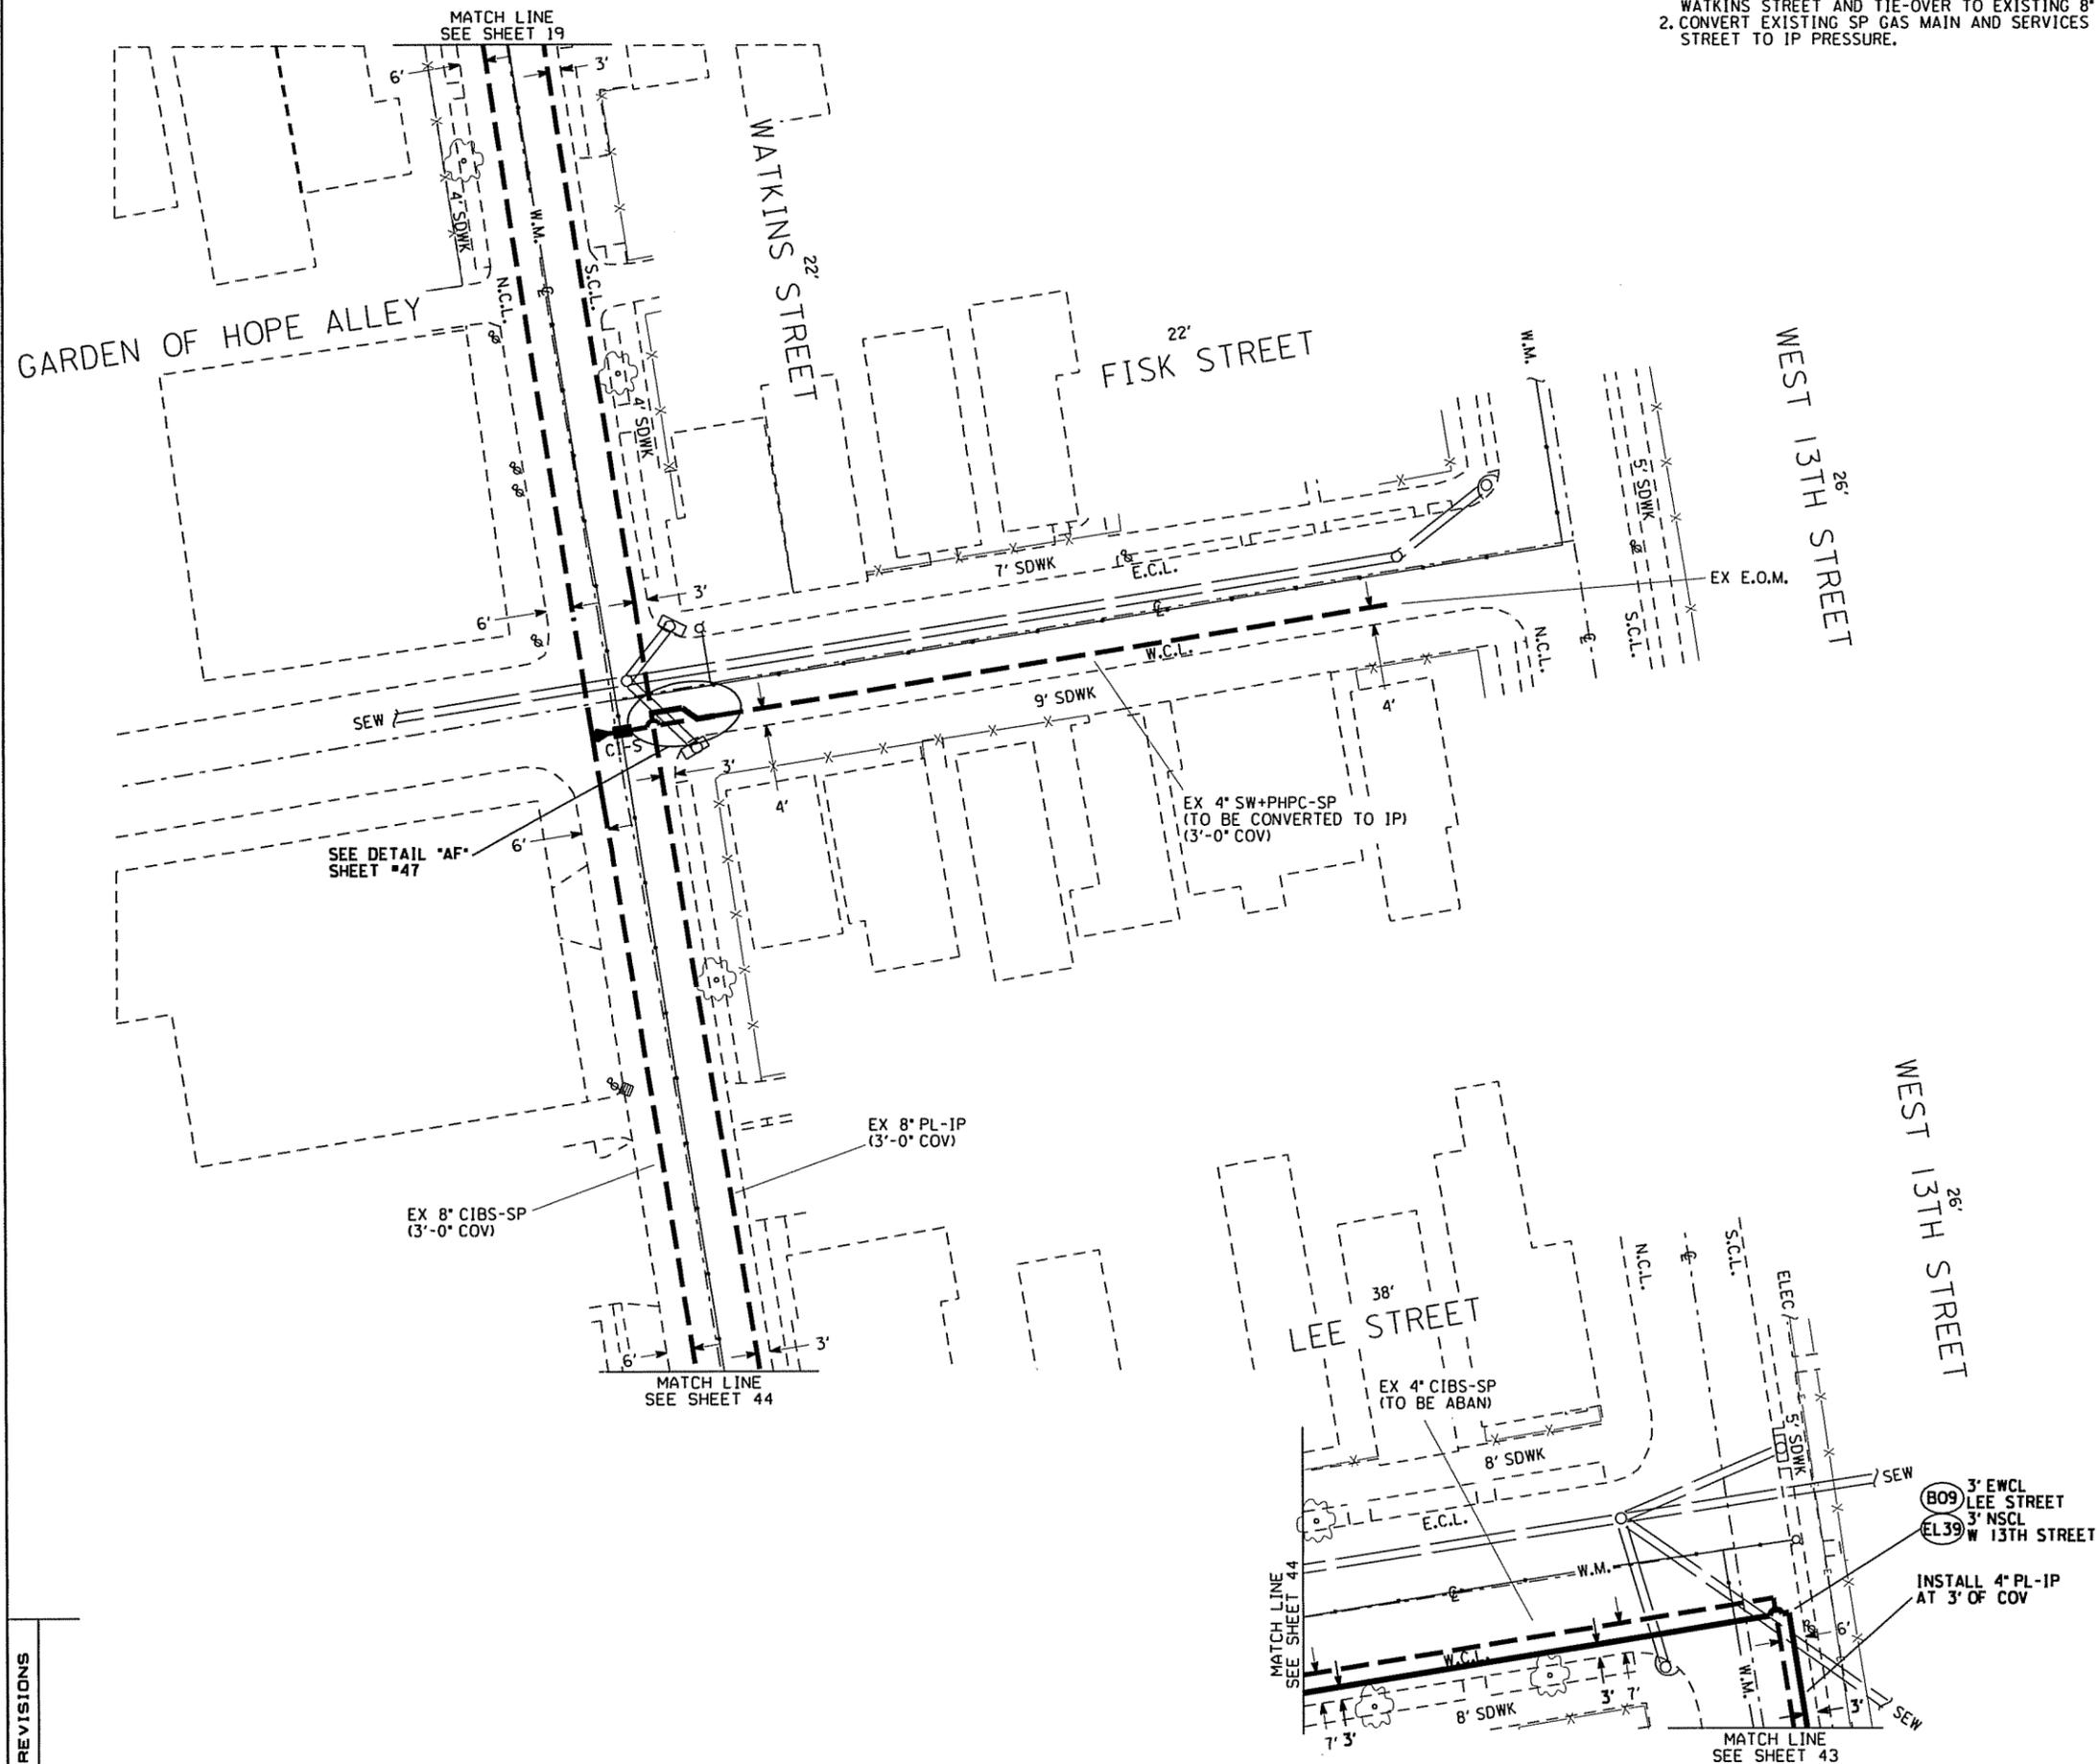 WATKINS STREET AND TIE-OVER TO EXISTING 8"
2. CONVERT EXISTING SP GAS MAIN AND SERVICES
STREET TO IP PRESSURE.
MATCH LINE
SEE SHEET 19
6'
3'
4' SDWK
W.M.
N.C.L.
S.C.L.
WATKINS STREET
22'
GARDEN OF HOPE ALLEY
4' SDWK
22'
FISK STREET
W.M.
WEST 13TH STREET
26'
5' SDWK
7' SDWK
E.C.L.
EX E.O.M.
6'
3'
W.C.L.
N.C.L.
S.C.L.
SEW
9' SDWK
4'
CI-S
3'
4'
EX 4" SW+PHPC-SP
(TO BE CONVERTED TO IP)
(3'-0" COV)
6'
SEE DETAIL "AF"
SHEET #47
EX 8" PL-IP
(3'-0" COV)
EX 8" CIBS-SP
(3'-0" COV)
6'
3'
MATCH LINE
SEE SHEET 44
WEST 13TH STREET
26'
38'
LEE STREET
N.C.L.
S.C.L.
ELEC
EX 4" CIBS-SP
(TO BE ABAN)
8' SDWK
5' SDWK
SEW
B09
3' EWCL
LEE STREET
EL39
3' NSCL
W 13TH STREET
E.C.L.
W.M.
INSTALL 4" PL-IP
AT 3' OF COV
MATCH LINE
SEE SHEET 44
W.C.L.
6'
W.M.
3'
8' SDWK
3' 7'
7' 3'
SEW
MATCH LINE
SEE SHEET 43
REVISIONS